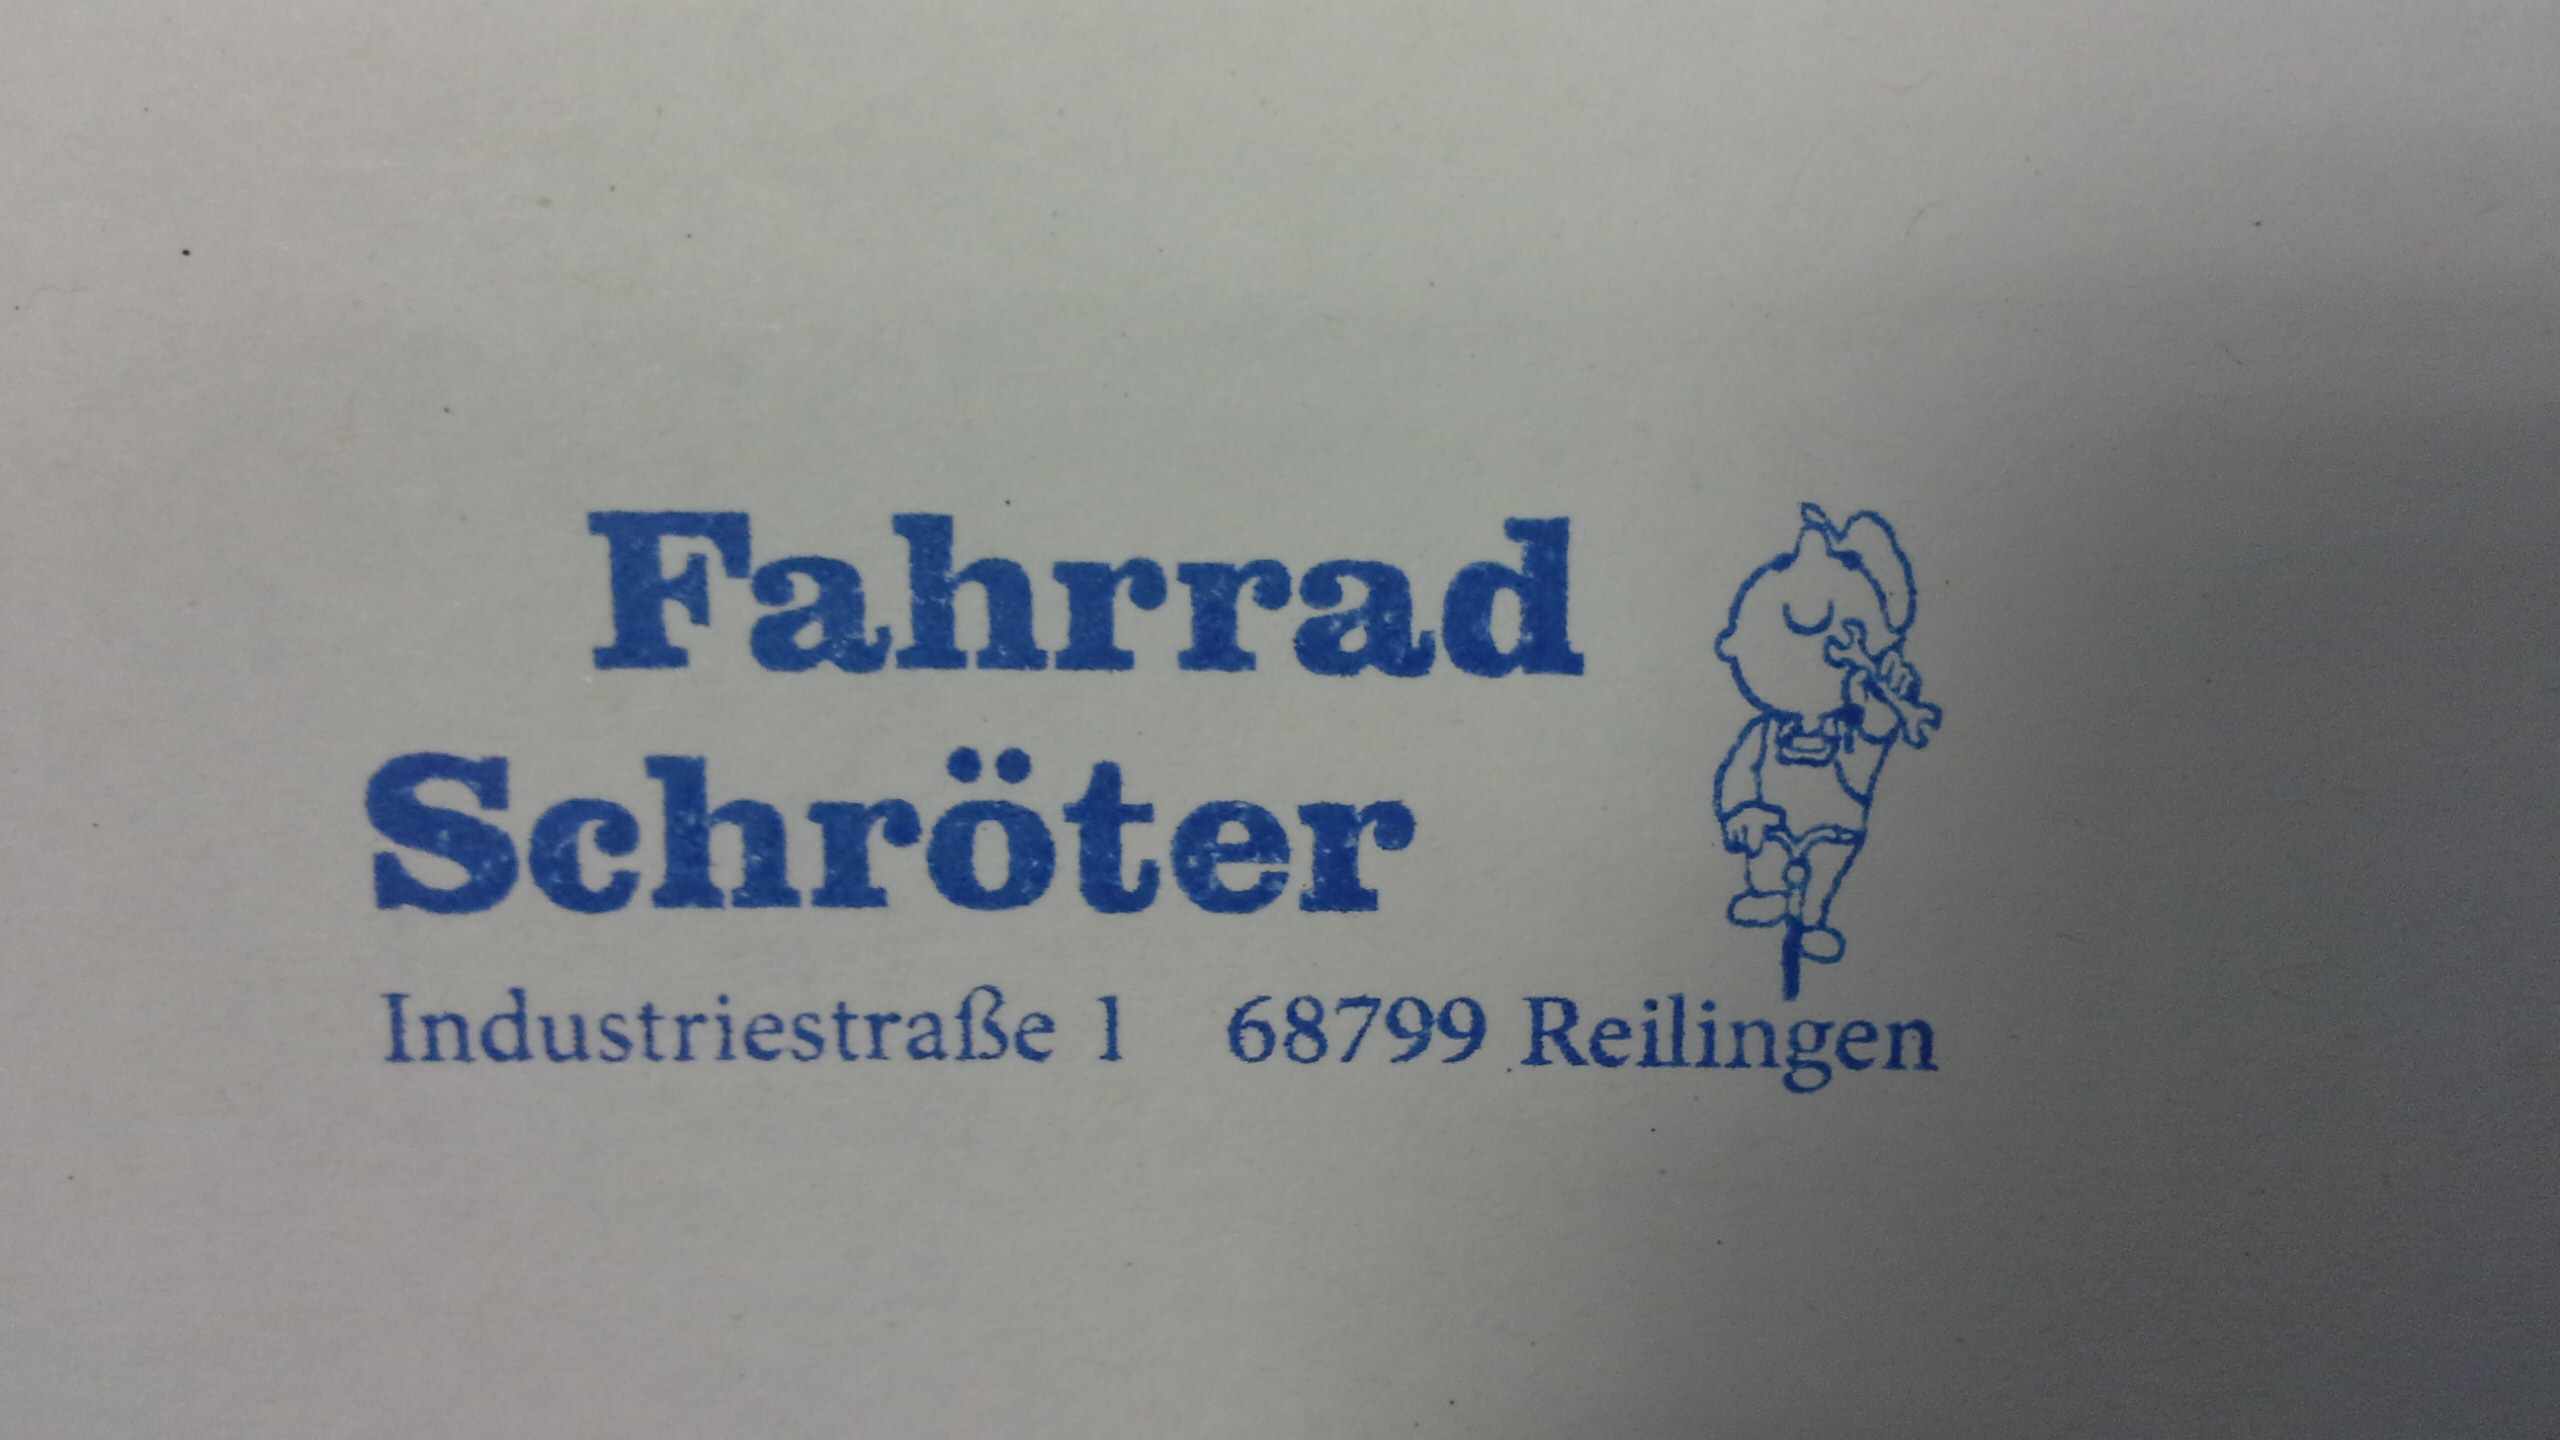 Fahrrad
Schröter
Industriestraße 1 68799 Reilingen